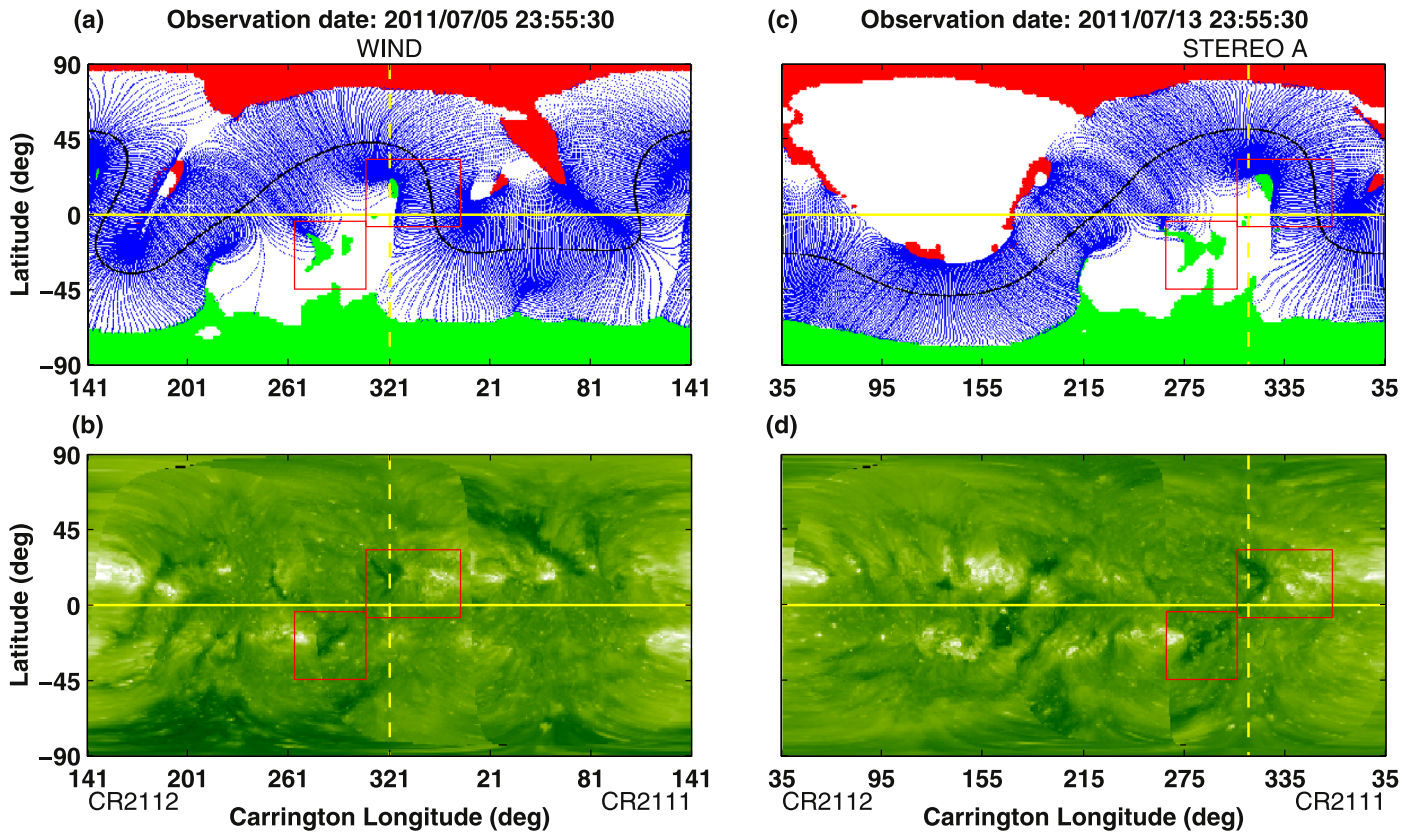 (a) Observation date: 2011/07/05 23:55:30
WIND
(c) Observation date: 2011/07/13 23:55:30
STEREO A
90
45
0
−45
−90
Latitude (deg)
141 201 261 321 21 81 141
35 95 155 215 275 335 35
(b)
(d)
90
45
0
−45
−90
Latitude (deg)
141 201 261 321 21 81 141
CR2112 Carrington Longitude (deg) CR2111
35 95 155 215 275 335 35
CR2112 Carrington Longitude (deg) CR2111